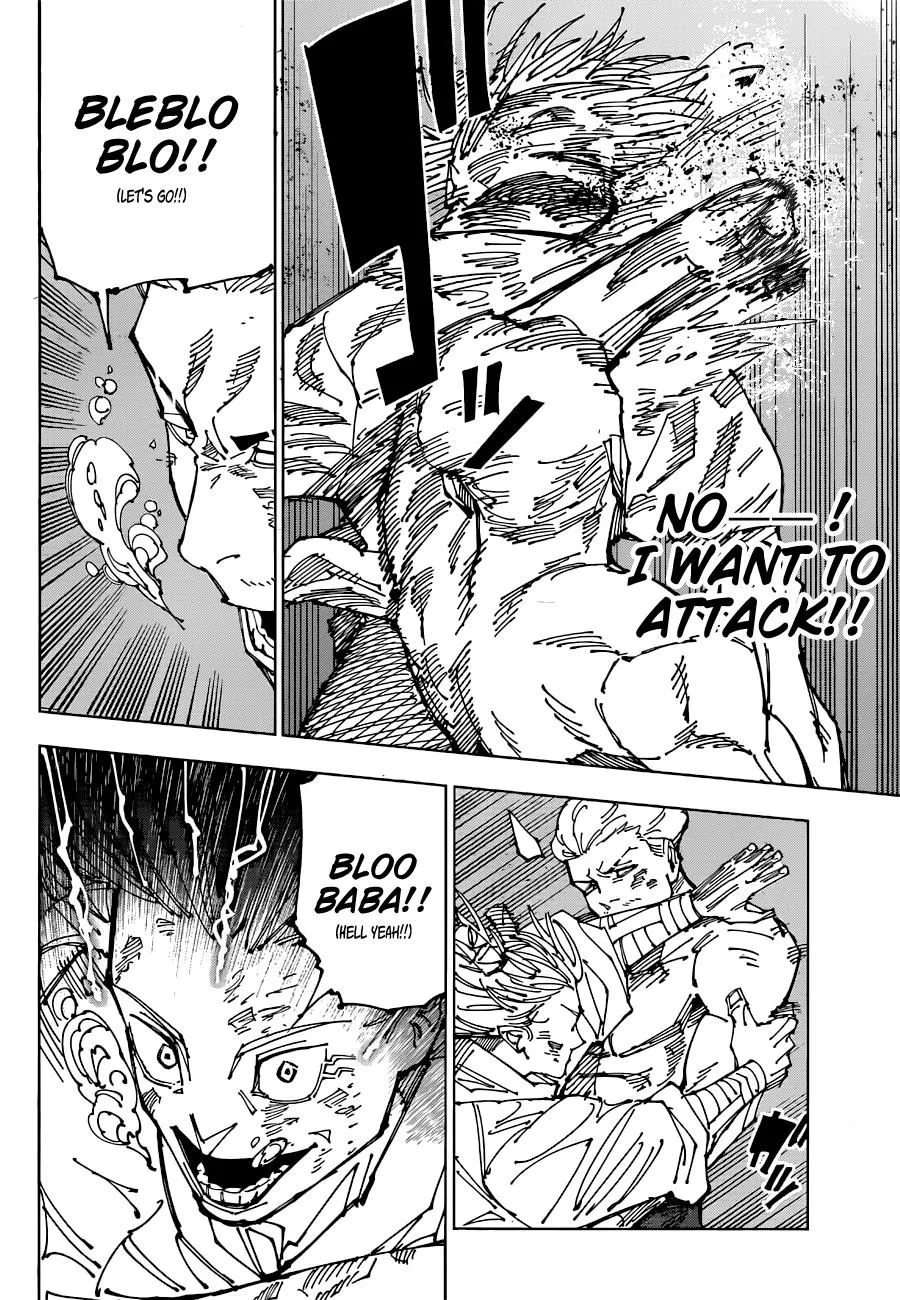 NO——!
I WANT TO
ATTACK!!
BLEBLO
BLO!!
(LET'S GO!!)
BLOO
BABA!!
(HELL YEAH!!)